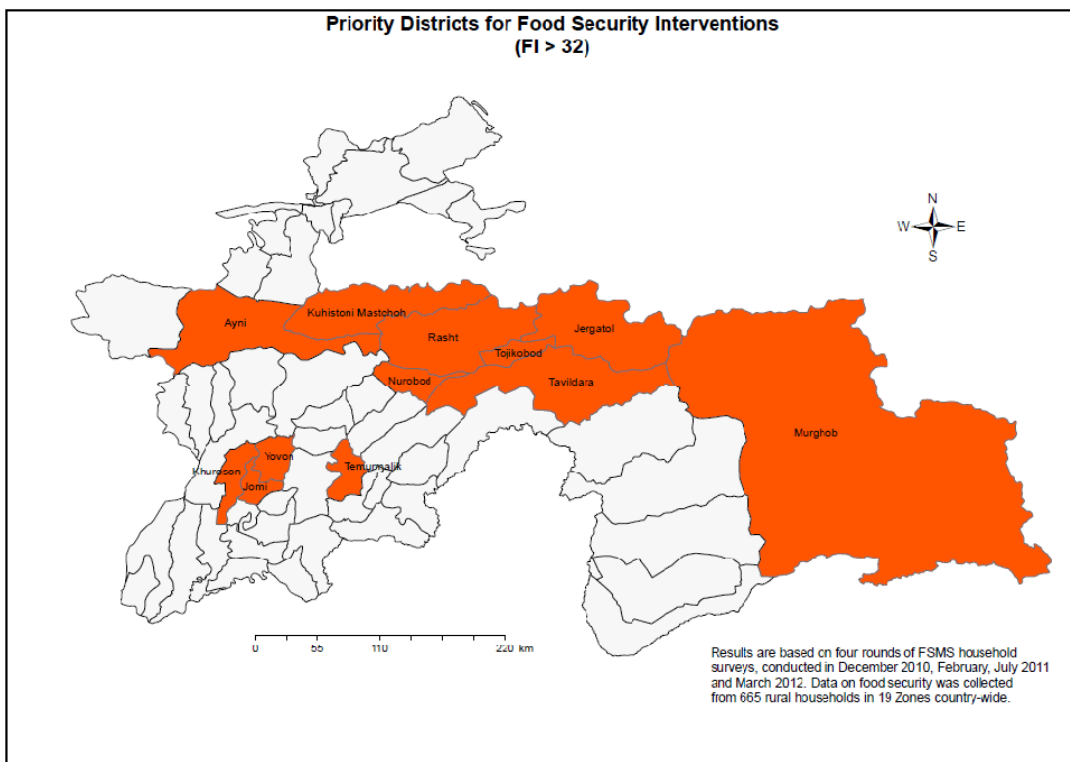 Priority Districts for Food Security Interventions
(FI > 32)
N
W E
S
Kuhistoni Mastchoh
Ayni
Jergatol
Rasht
Tojikobod
Nurobod
Tavildara
Murghob
Yovon
Khuroson
Temurmalik
Jomi
0 55 110 220 km
Results are based on four rounds of FSMS household
surveys, conducted in December 2010, February, July 2011
and March 2012. Data on food security was collected
from 665 rural households in 19 Zones country-wide.